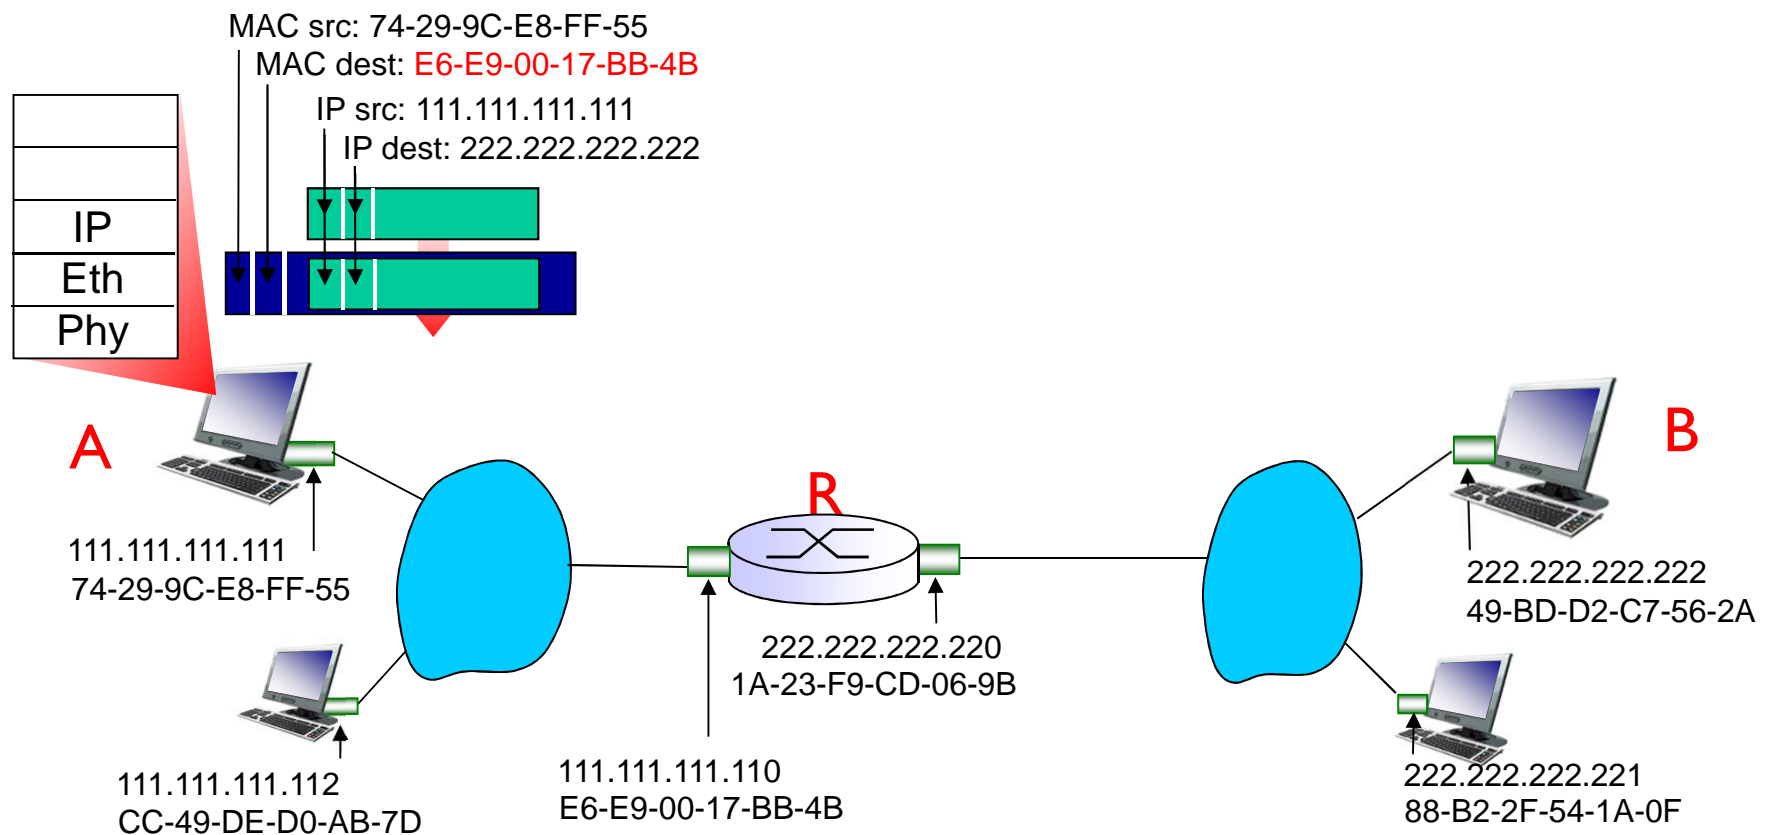 MAC src: 74-29-9C-E8-FF-55
MAC dest: E6-E9-00-17-BB-4B
IP src: 111.111.111.111
IP dest: 222.222.222.222
IP
Eth
Phy
A
B
R
111.111.111.111
74-29-9C-E8-FF-55
222.222.222.222
49-BD-D2-C7-56-2A
222.222.222.220
1A-23-F9-CD-06-9B
111.111.111.112
CC-49-DE-D0-AB-7D
111.111.111.110
E6-E9-00-17-BB-4B
222.222.222.221
88-B2-2F-54-1A-0F